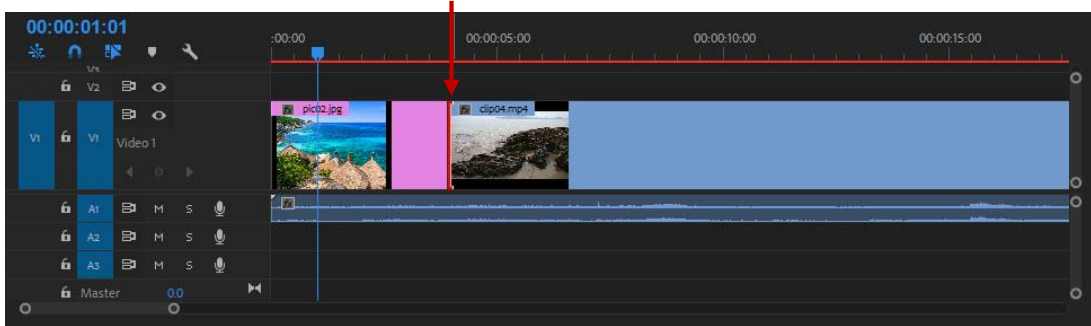 00:00:01:01
:00:00 00:00:05:00 00:00:10:00 00:00:15:00
V3
V2
pic02.jpg clip04.mp4
V1 V1 Video 1
A1 M S
A2 M S
A3 M S
Master 0.0